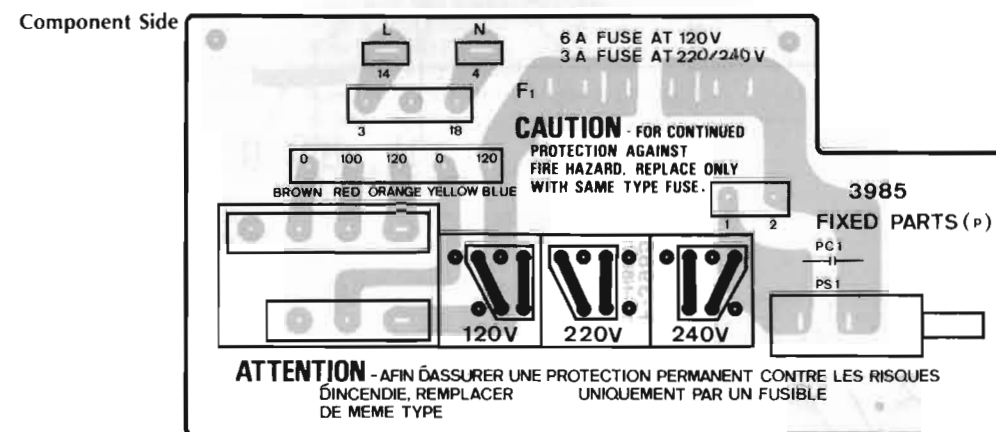 Component Side
L N
14 4
3 18
6 A FUSE AT 120V
3 A FUSE AT 220/240V
F1
CAUTION - FOR CONTINUED
PROTECTION AGAINST
FIRE HAZARD, REPLACE ONLY
WITH SAME TYPE FUSE.
0 100 120 0 120
BROWN RED ORANGE YELLOW BLUE
1 2
3985
FIXED PARTS (P)
PC1
PS1
120V 220V 240V
ATTENTION - AFIN D'ASSURER UNE PROTECTION PERMANENT CONTRE LES RISQUES
D'INCENDIE, REMPLACER UNIQUEMENT PAR UN FUSIBLE
DE MEME TYPE